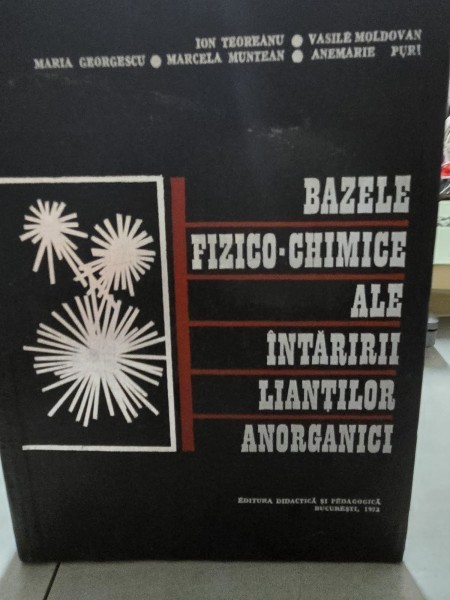 ION TEOREANU ● VASILE MOLDOVAN
MARIA GEORGESCU ● MARCELA MUNTEAN ● ANEMARIE PURI
BAZELE
FIZICO-CHIMICE
ALE
ÎNTĂRIRII
LIANȚILOR
ANORGANICI
EDITURA DIDACTICĂ ȘI PEDAGOGICĂ
BUCUREȘTI,